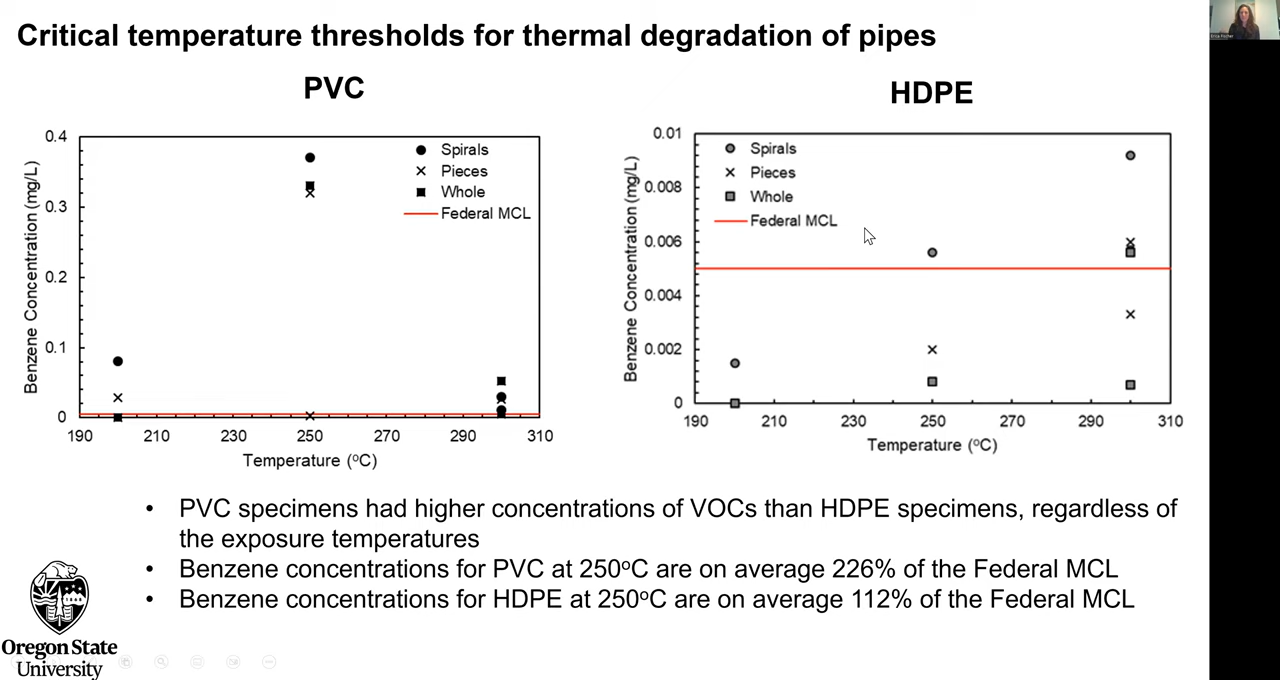 Critical temperature thresholds for thermal degradation of pipes
PVC
0.4
0.3
0.2
0.1
0
190 210 230 250 270 290 310
Benzene Concentration (mg/L)
Temperature (ºC)
Spirals
Pieces
Whole
Federal MCL
HDPE
0.01
0.008
0.006
0.004
0.002
0
190 210 230 250 270 290 310
Benzene Concentration (mg/L)
Temperature (ºC)
Spirals
Pieces
Whole
Federal MCL
• PVC specimens had higher concentrations of VOCs than HDPE specimens, regardless of
the exposure temperatures
• Benzene concentrations for PVC at 250ºC are on average 226% of the Federal MCL
• Benzene concentrations for HDPE at 250ºC are on average 112% of the Federal MCL
Oregon State
University